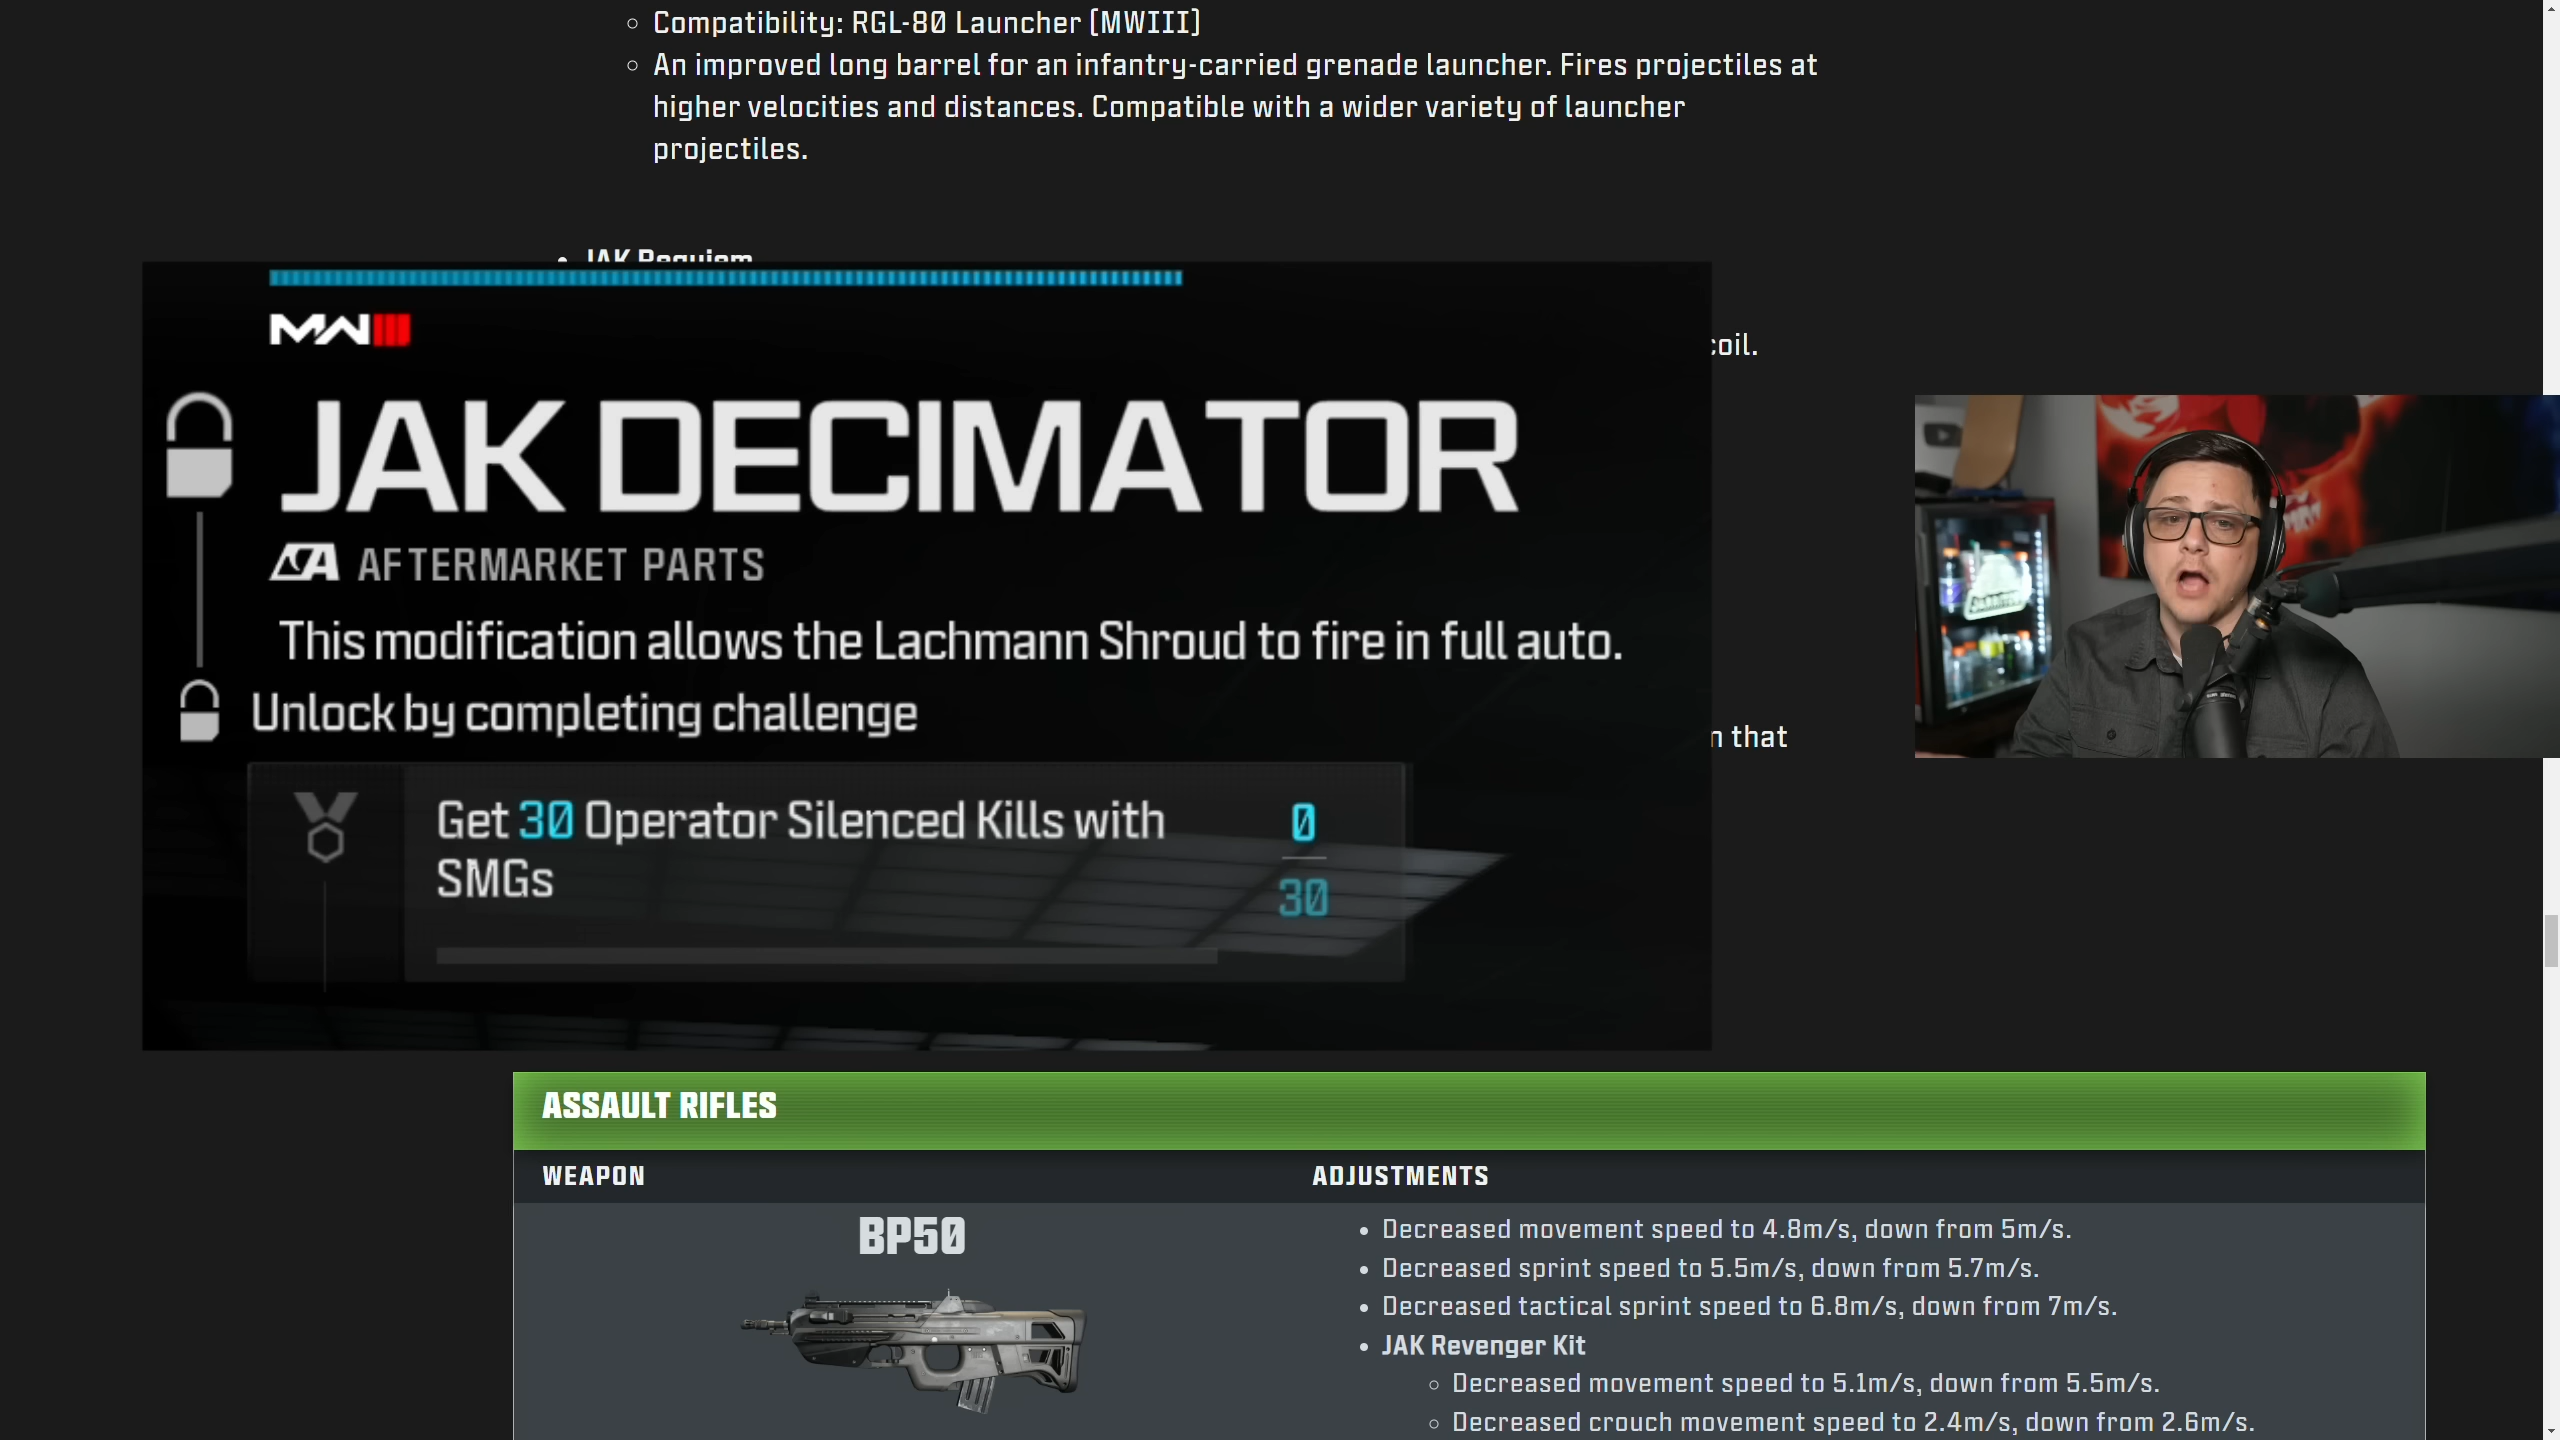 Compatibility: RGL-80 Launcher (MWIII)
An improved long barrel for an infantry-carried grenade launcher. Fires projectiles at
higher velocities and distances. Compatible with a wider variety of launcher
projectiles.
JAK Requiem
coil.
MWIII
JAK DECIMATOR
AFTERMARKET PARTS
This modification allows the Lachmann Shroud to fire in full auto.
Unlock by completing challenge
n that
Get 30 Operator Silenced Kills with
SMGs
0
30
ASSAULT RIFLES
WEAPON
ADJUSTMENTS
BP50
Decreased movement speed to 4.8m/s, down from 5m/s.
Decreased sprint speed to 5.5m/s, down from 5.7m/s.
Decreased tactical sprint speed to 6.8m/s, down from 7m/s.
JAK Revenger Kit
Decreased movement speed to 5.1m/s, down from 5.5m/s.
Decreased crouch movement speed to 2.4m/s, down from 2.6m/s.